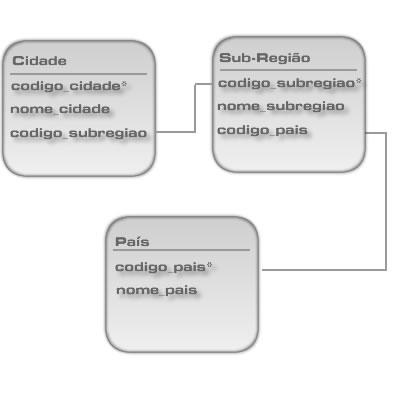 Cidade
codigo_cidade*
nome_cidade
codigo_subregiao
Sub-Região
codigo_subregiao*
nome_subregiao
codigo_pais
País
codigo_pais*
nome_pais